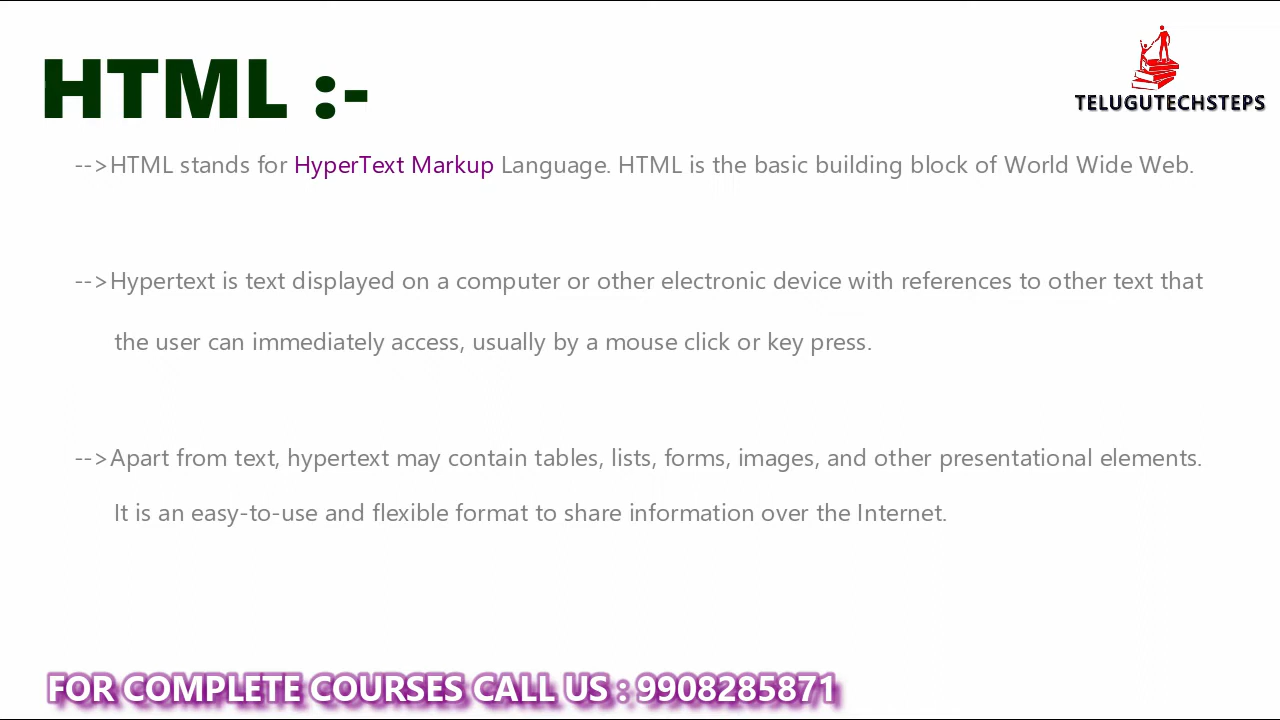 HTML :-
TELUGUTECHSTEPS
-->HTML stands for HyperText Markup Language. HTML is the basic building block of World Wide Web.
-->Hypertext is text displayed on a computer or other electronic device with references to other text that
the user can immediately access, usually by a mouse click or key press.
-->Apart from text, hypertext may contain tables, lists, forms, images, and other presentational elements.
It is an easy-to-use and flexible format to share information over the Internet.
FOR COMPLETE COURSES CALL US : 9908285871